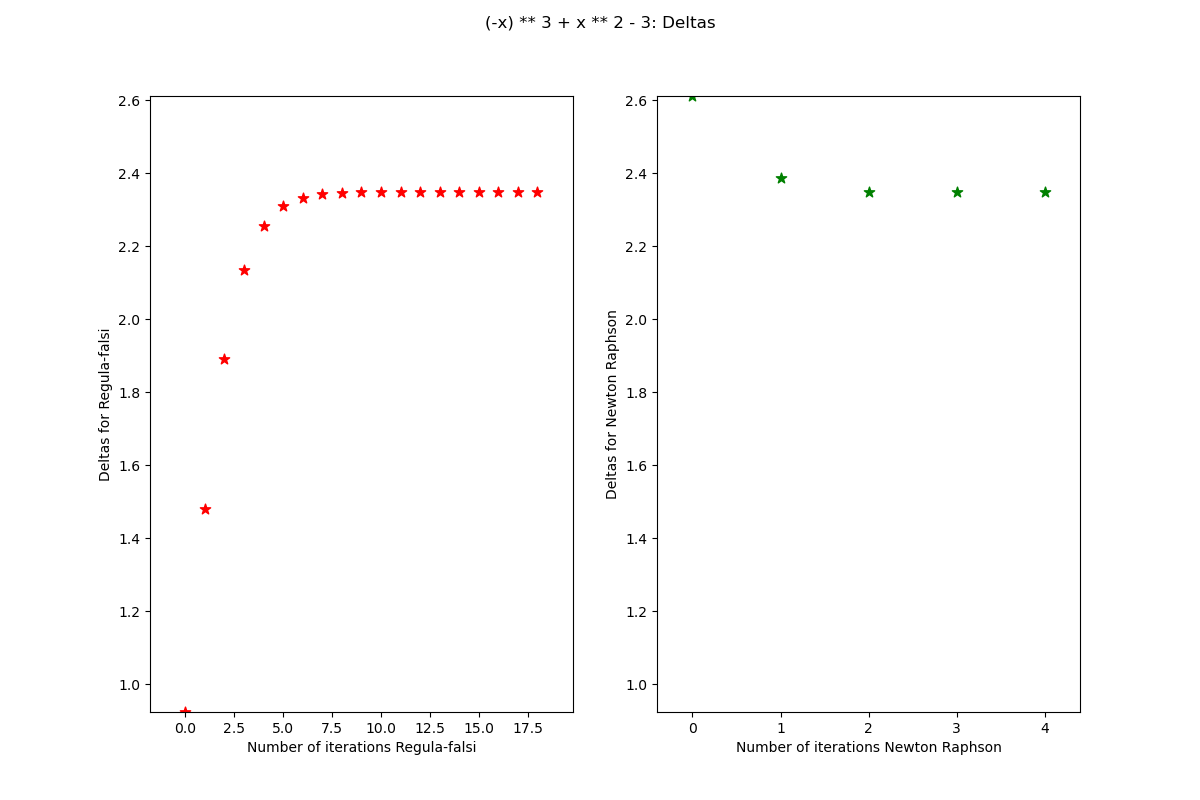 (-x) ** 3 + x ** 2 - 3: Deltas
2.6
2.4
2.2
2.0
1.8
1.6
1.4
1.2
1.0
Deltas for Regula-falsi
0.0 2.5 5.0 7.5 10.0 12.5 15.0 17.5
Number of iterations Regula-falsi
2.6
2.4
2.2
2.0
1.8
1.6
1.4
1.2
1.0
Deltas for Newton Raphson
0 1 2 3 4
Number of iterations Newton Raphson